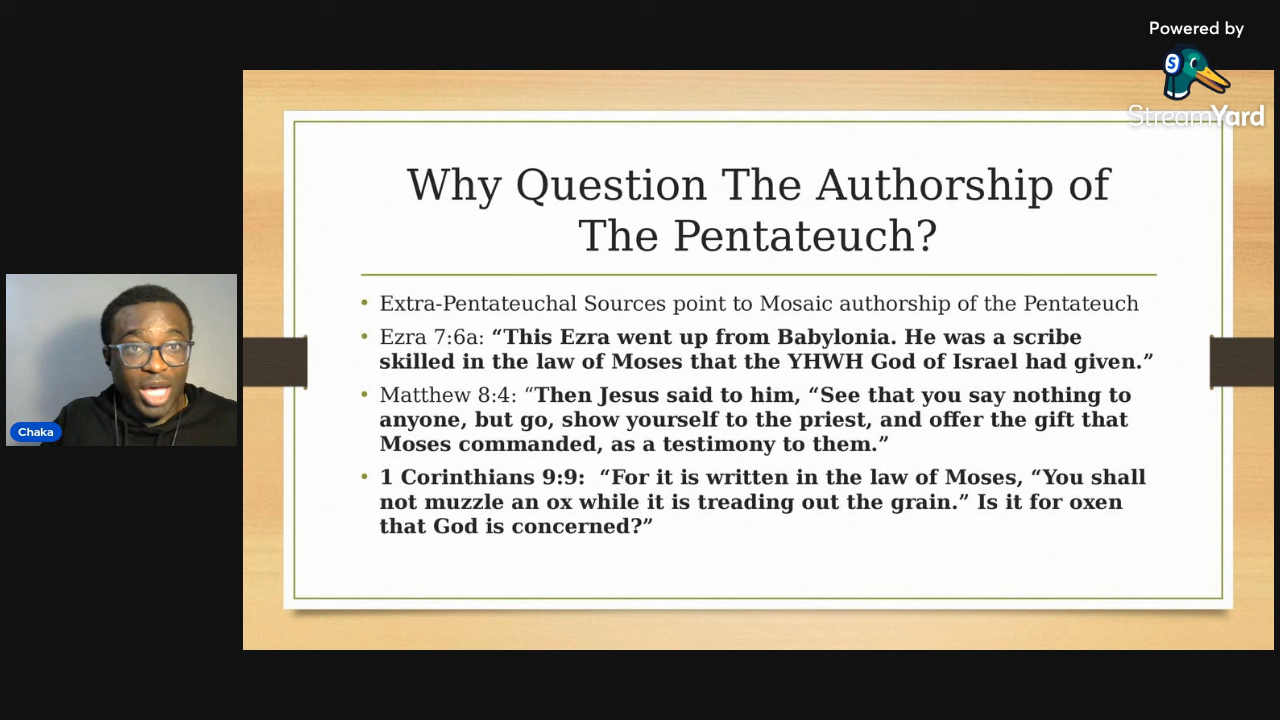 Powered by
S
StreamYard
Why Question The Authorship of
The Pentateuch?
• Extra-Pentateuchal Sources point to Mosaic authorship of the Pentateuch
• Ezra 7:6a: “This Ezra went up from Babylonia. He was a scribe
skilled in the law of Moses that the YHWH God of Israel had given.”
• Matthew 8:4: “Then Jesus said to him, “See that you say nothing to
anyone, but go, show yourself to the priest, and offer the gift that
Moses commanded, as a testimony to them.”
• 1 Corinthians 9:9:  “For it is written in the law of Moses, “You shall
not muzzle an ox while it is treading out the grain.” Is it for oxen
that God is concerned?”
Chaka